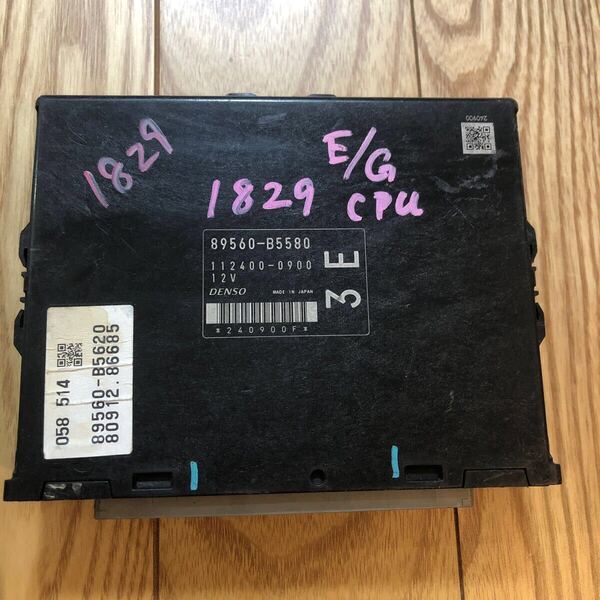 1829
E/G
1829 CPU
240900
89560-B5580
112400-0900
12V
DENSO MADE IN JAPAN
*240900F*
3E
058 514
89560-B5620
80912.86685